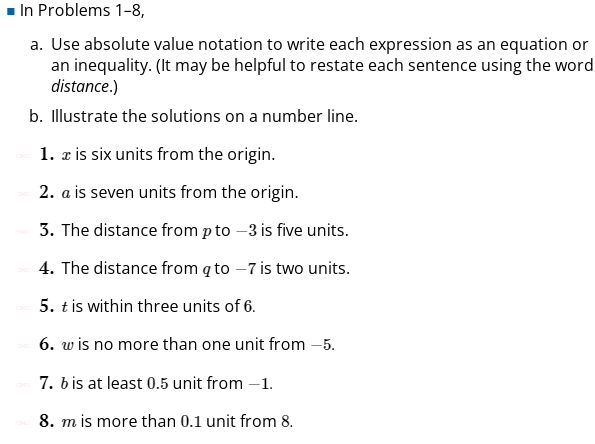 In Problems 1–8,
a. Use absolute value notation to write each expression as an equation or
an inequality. (It may be helpful to restate each sentence using the word
distance.)
b. Illustrate the solutions on a number line.
1. x is six units from the origin.
2. a is seven units from the origin.
3. The distance from p to −3 is five units.
4. The distance from q to −7 is two units.
5. t is within three units of 6.
6. w is no more than one unit from −5.
7. b is at least 0.5 unit from −1.
8. m is more than 0.1 unit from 8.